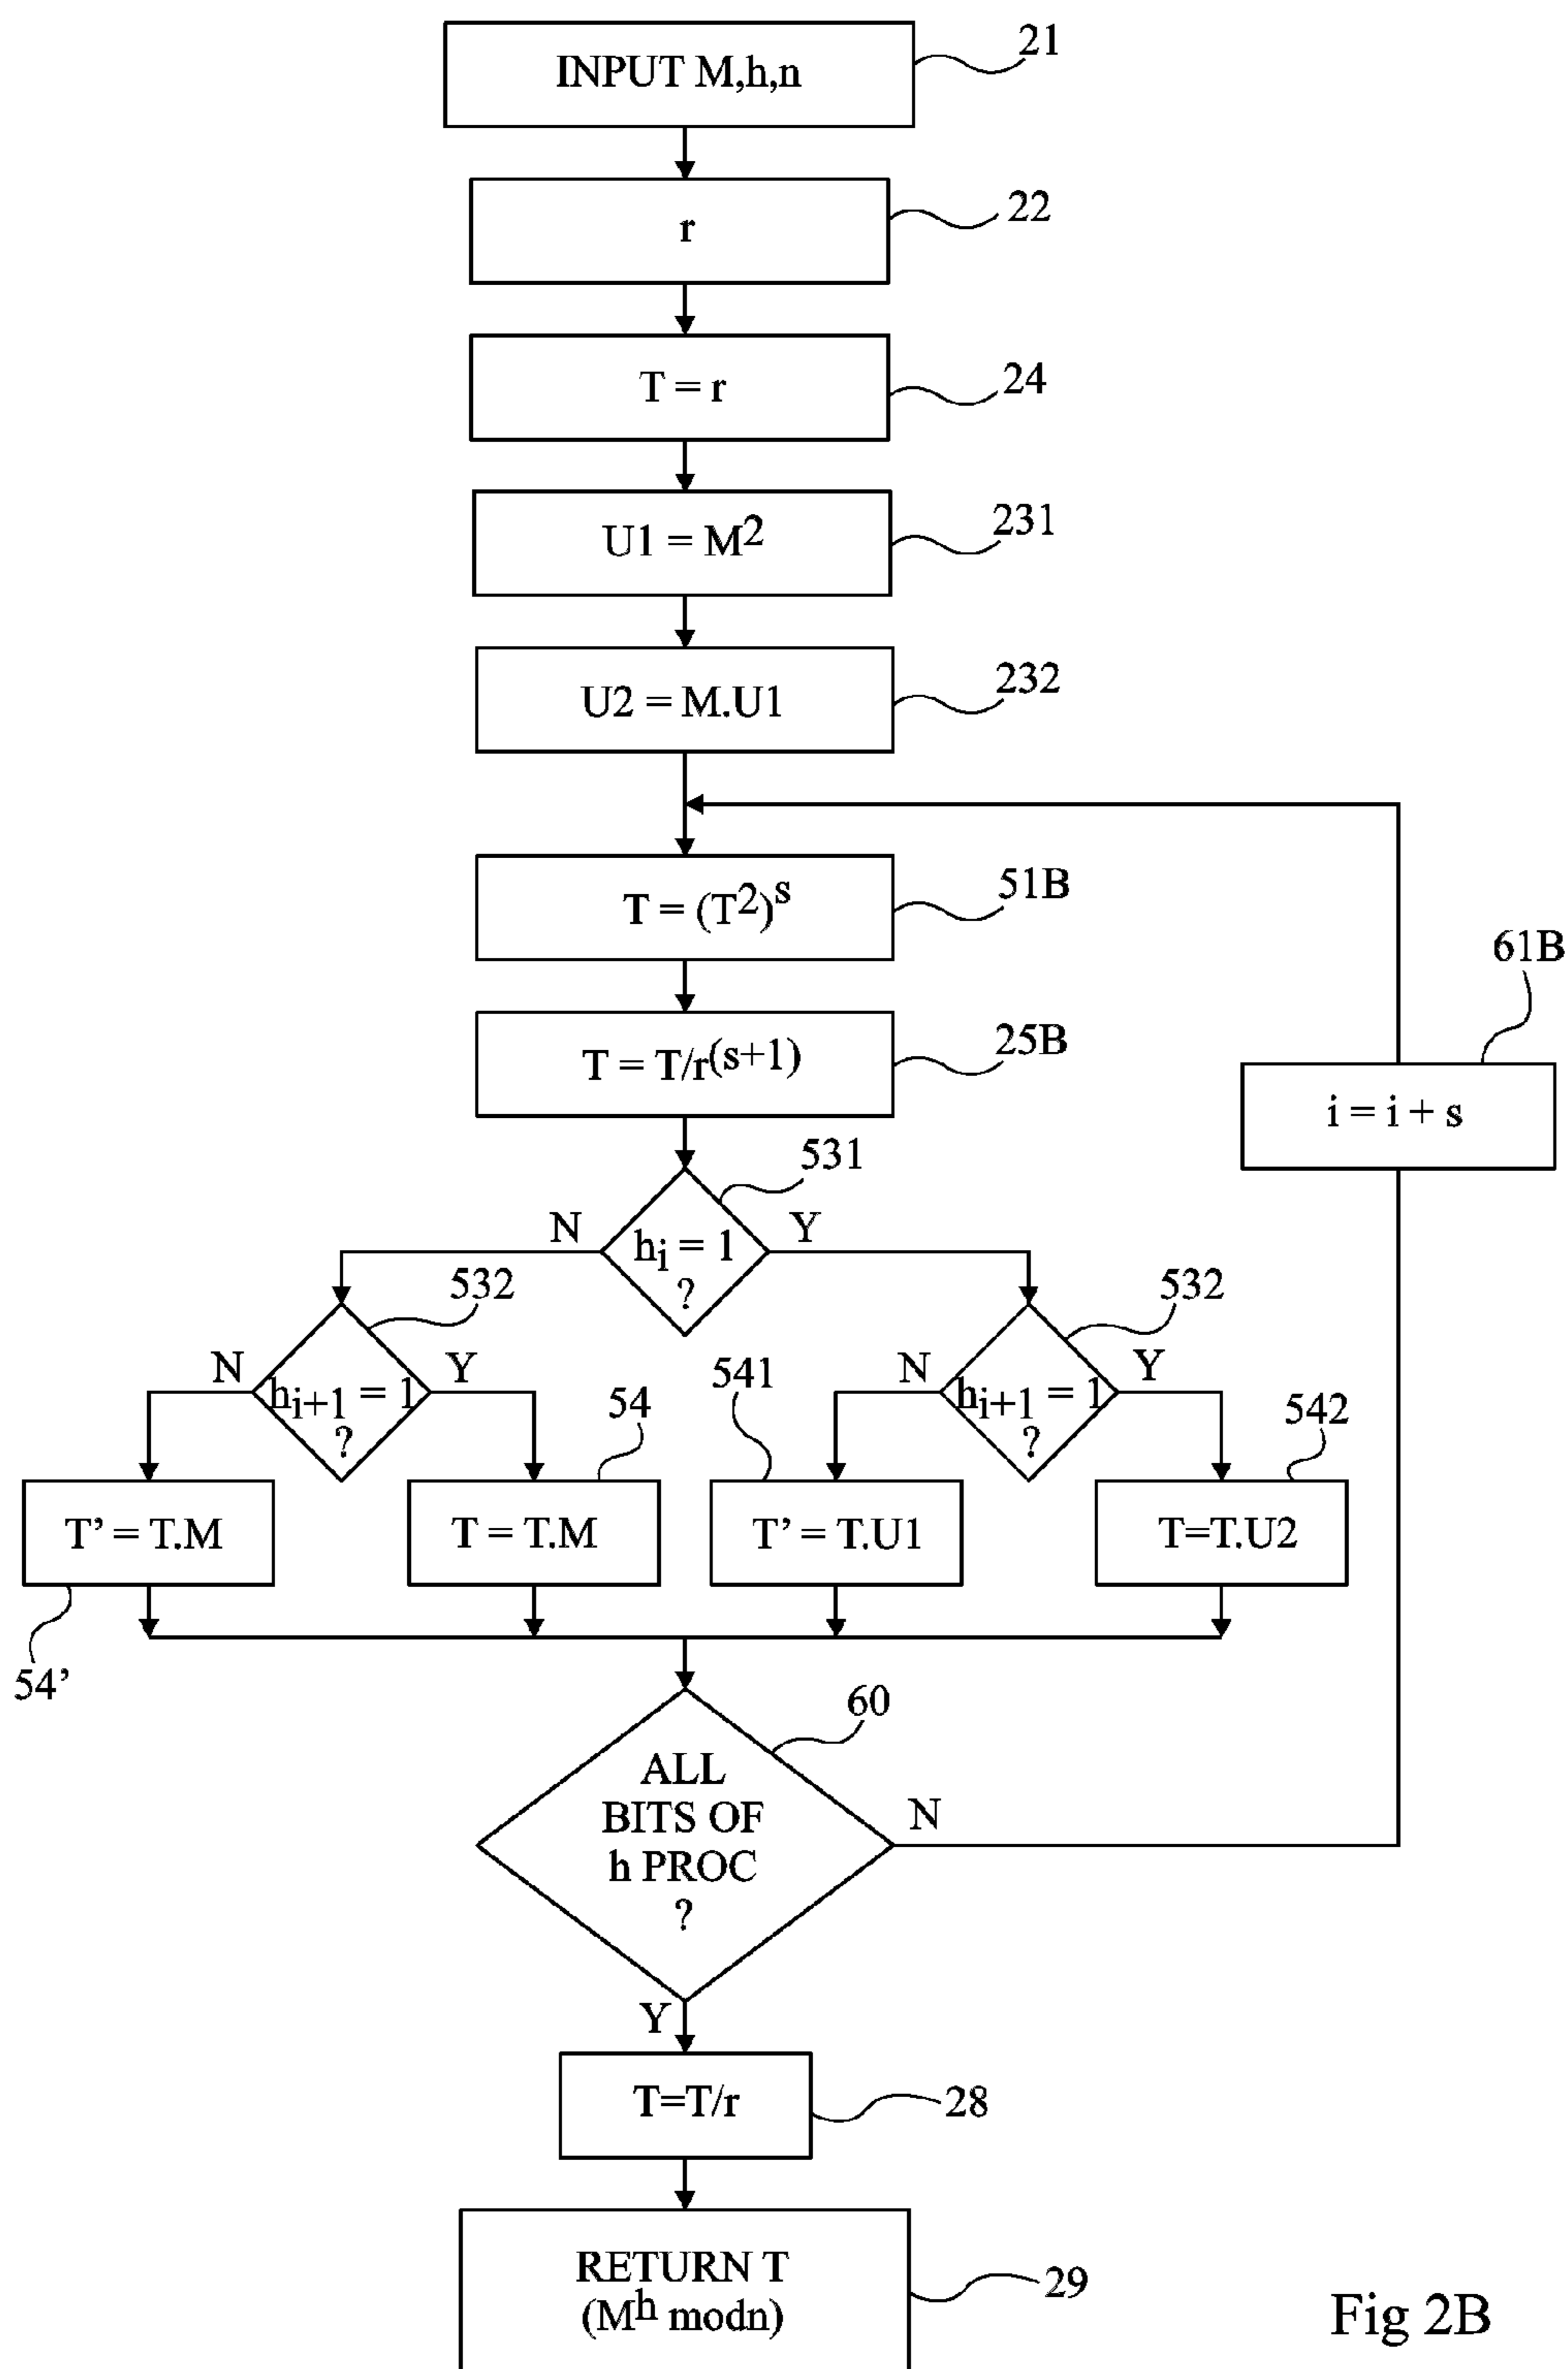 INPUT M,h,n
21
r
22
T = r
24
U1 = M²
231
U2 = M.U1
232
T = (T²)ˢ
51B
T = T/r⁽ˢ⁺¹⁾
25B
61B
i = i + s
531
N
hᵢ = 1
?
Y
532
N
hᵢ₊₁ = 1
?
Y
532
N
hᵢ₊₁ = 1
?
Y
54
541
542
T’ = T.M
T = T.M
T’ = T.U1
T=T.U2
54’
60
ALL
BITS OF
h PROC
?
N
Y
T=T/r
28
RETURN T
(Mʰ modn)
29
Fig 2B